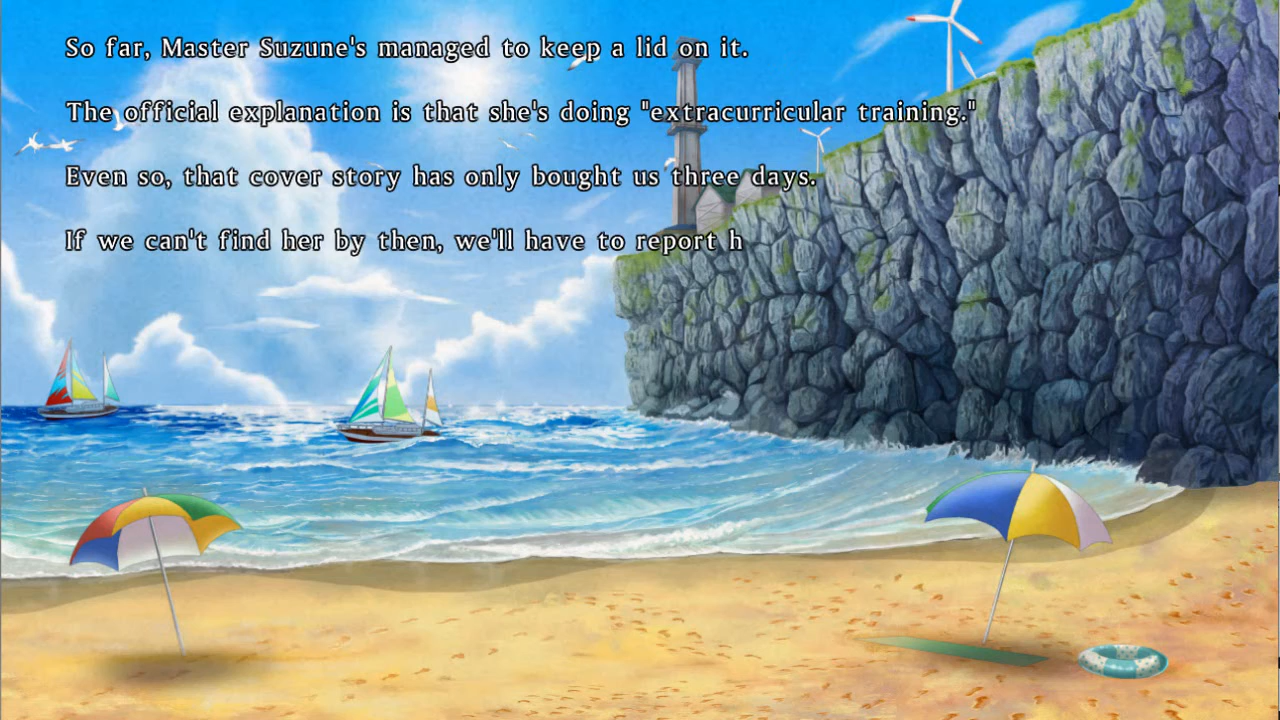 So far, Master Suzune's managed to keep a lid on it.
The official explanation is that she's doing "extracurricular training."
Even so, that cover story has only bought us three days.
If we can't find her by then, we'll have to report h